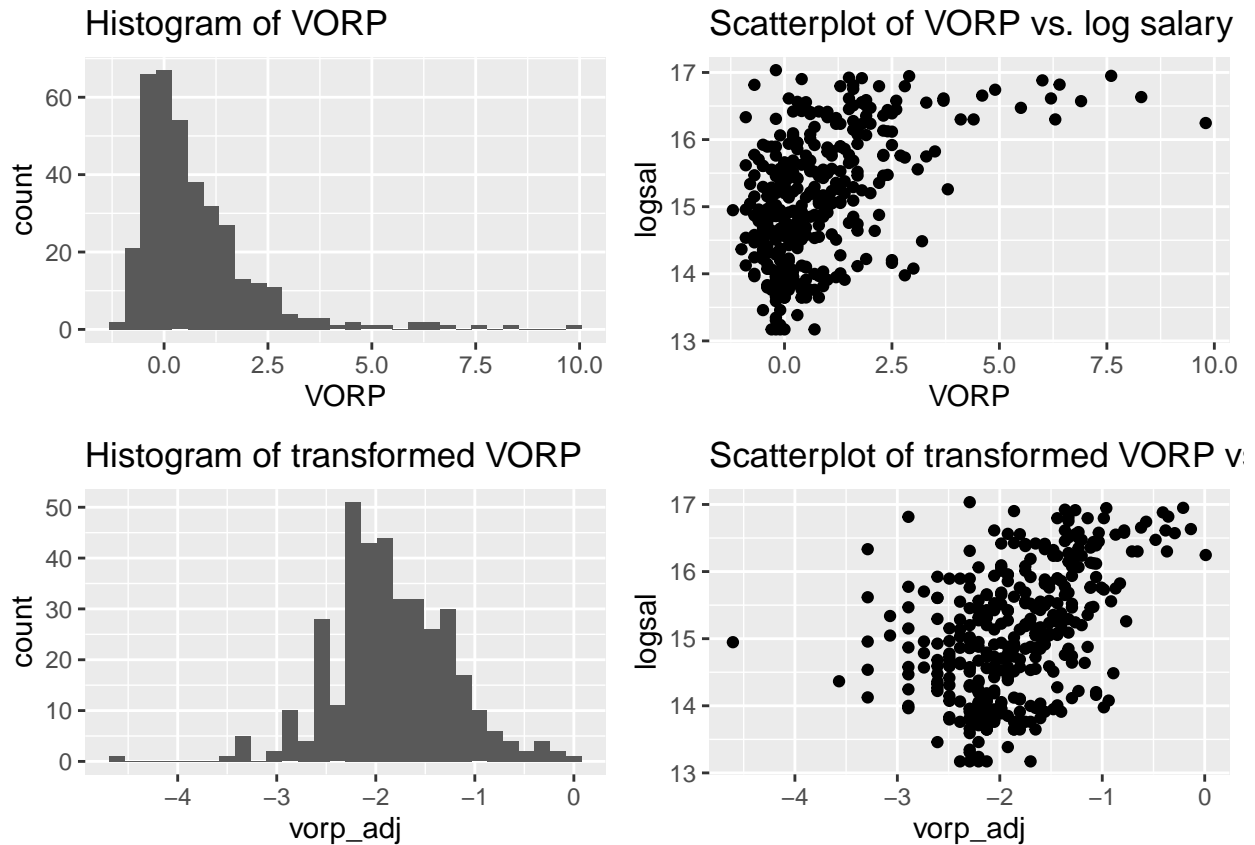 Histogram of VORP
60
40
20
0
count
0.0 2.5 5.0 7.5 10.0
VORP
Scatterplot of VORP vs. log salary
17
16
15
14
13
logsal
0.0 2.5 5.0 7.5 10.0
VORP
Histogram of transformed VORP
50
40
30
20
10
0
count
−4 −3 −2 −1 0
vorp_adj
Scatterplot of transformed VORP vs
17
16
15
14
13
logsal
−4 −3 −2 −1 0
vorp_adj